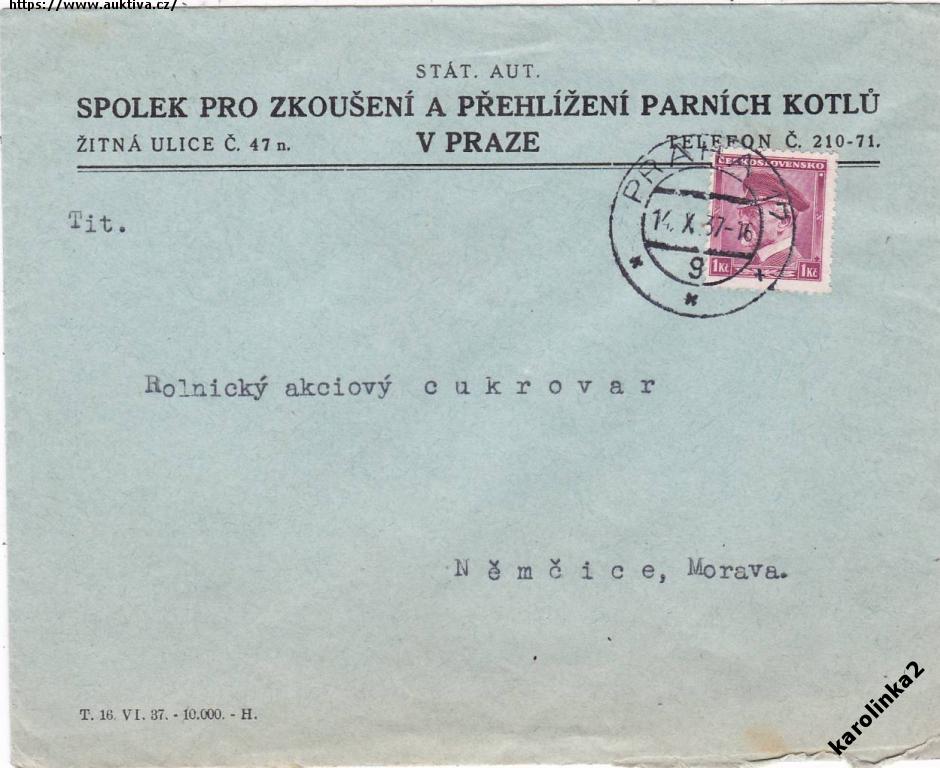 https://www.auktiva.cz/
STÁT. AUT.
SPOLEK PRO ZKOUŠENÍ A PŘEHLÍŽENÍ PARNÍCH KOTLŮ
ŽITNÁ ULICE Č. 47 n. V PRAZE TELEFON Č. 210-71.
ČESKOSLOVENSKO
14. X. 37-16
9
1 Kč 1 Kč
Tit.
Rolnický akciový cukrovar
Němčice, Morava.
T. 16. VI. 37. - 10.000. - H.
karolinka2